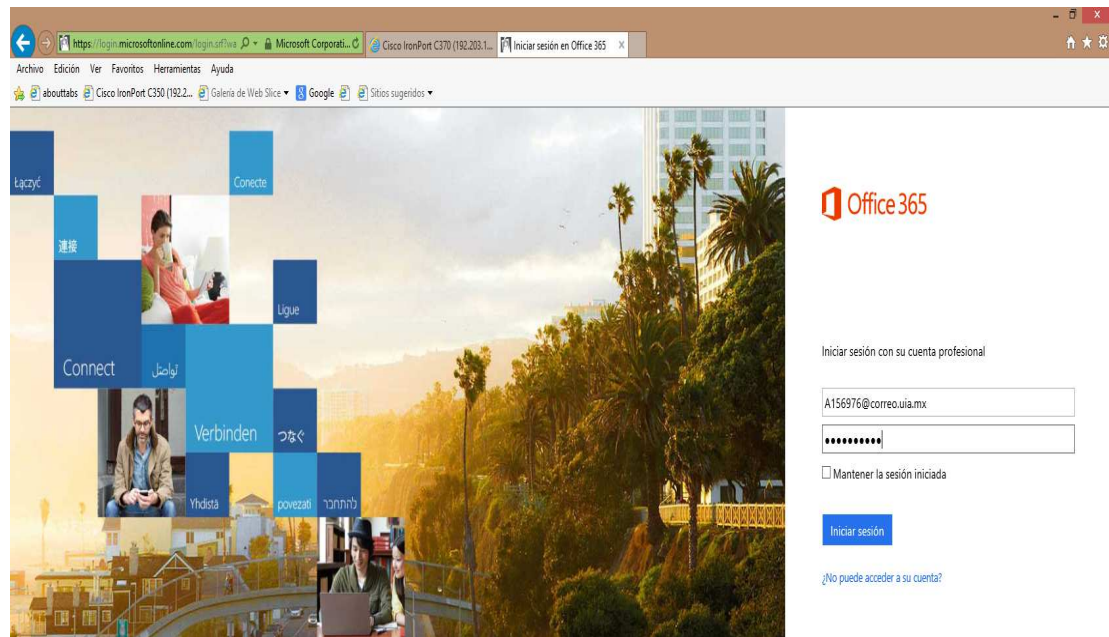 https://login.microsoftonline.com/login.srf?wa
Microsoft Corporati...
Cisco IronPort C370 (192.203.1...
Iniciar sesión en Office 365
Archivo Edición Ver Favoritos Herramientas Ayuda
abouttabs Cisco IronPort C350 (192.2... Galería de Web Slice Google Sitios sugeridos
Łączyć
Conecte
連接
Ligue
Connect
تواصل
Verbinden
つなぐ
Yhdistä
povezati
להתחבר
Office 365
Iniciar sesión con su cuenta profesional
A156976@correo.uia.mx
Mantener la sesión iniciada
Iniciar sesión
¿No puede acceder a su cuenta?